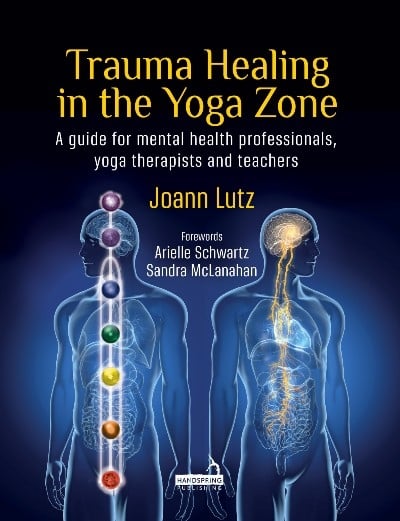 Trauma Healing
in the Yoga Zone
A guide for mental health professionals,
yoga therapists and teachers
Joann Lutz
Forewords
Arielle Schwartz
Sandra McLanahan
HANDSPRING
PUBLISHING